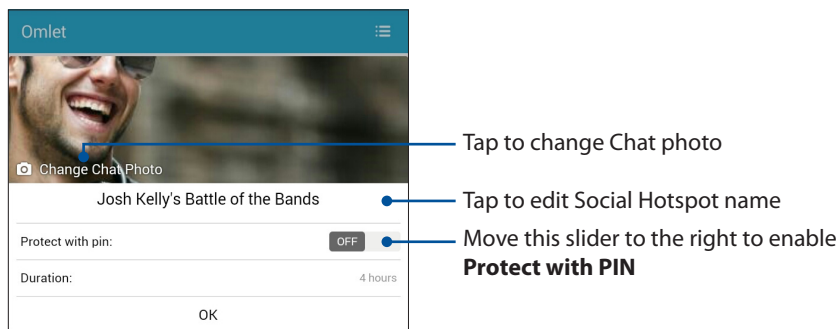 Omlet
Change Chat Photo
Tap to change Chat photo
Josh Kelly's Battle of the Bands
Tap to edit Social Hotspot name
Protect with pin:
OFF
Move this slider to the right to enable
Protect with PIN
Duration:
4 hours
OK